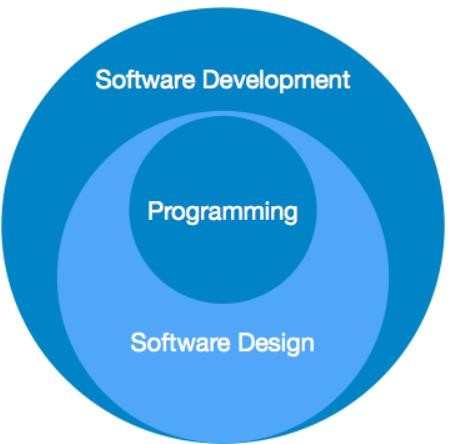 Software Development
Programming
Software Design